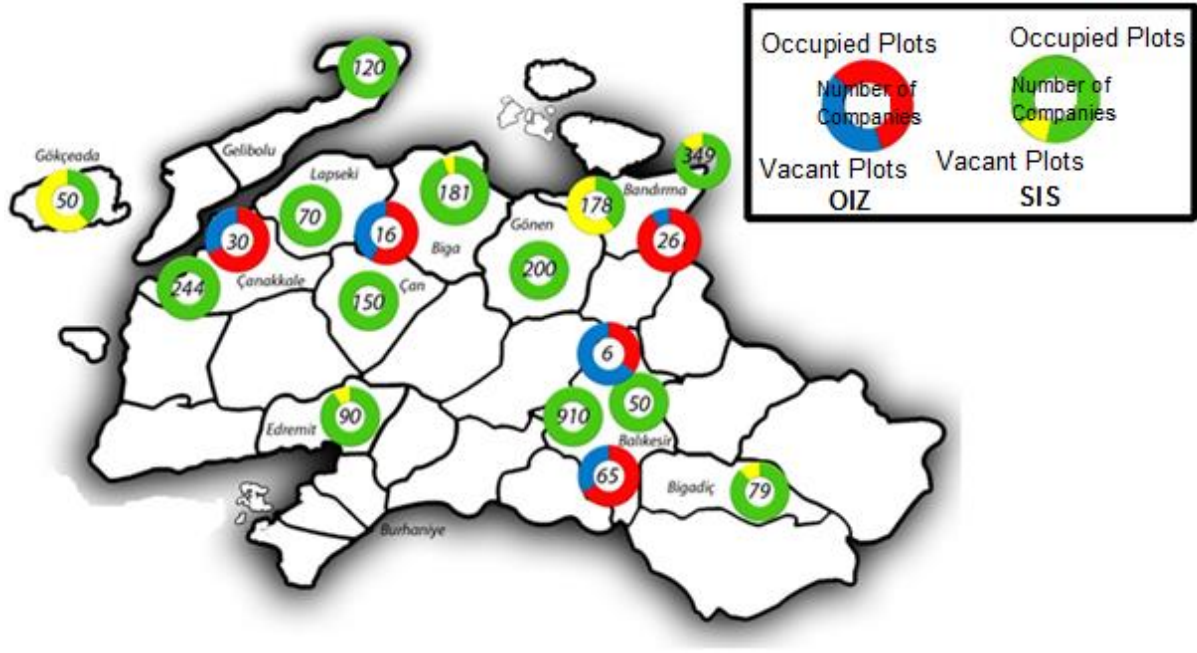 120
Occupied Plots
Occupied Plots
Number of
Companies
Number of
Companies
Vacant Plots
Vacant Plots
OIZ
SIS
Gelibolu
Gökçeada
50
Lapseki
70
181
349
Bandırma
178
30
16
Biga
Gönen
26
200
244
Çanakkale
150
Çan
6
Edremit
90
910
50
Balıkesir
65
Bigadiç
79
Burhaniye